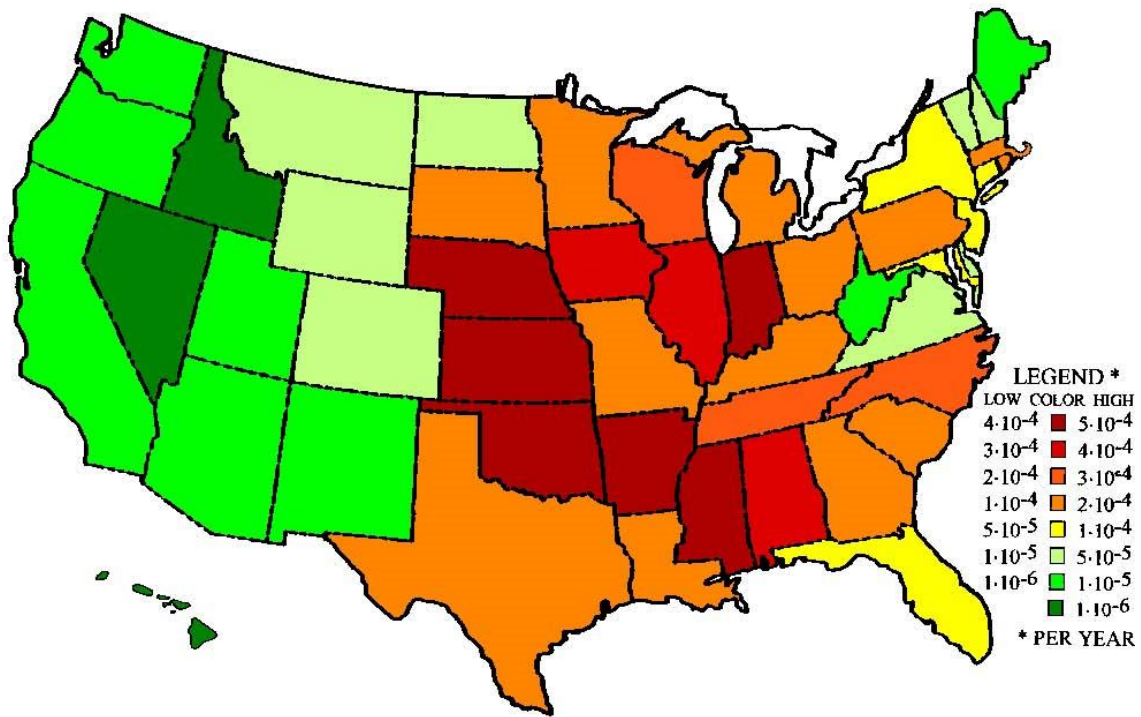 LEGEND *
LOW COLOR HIGH
4·10-4 5·10-4
3·10-4 4·10-4
2·10-4 3·10-4
1·10-4 2·10-4
5·10-5 1·10-4
1·10-5 5·10-5
1·10-6 1·10-5
1·10-6
* PER YEAR